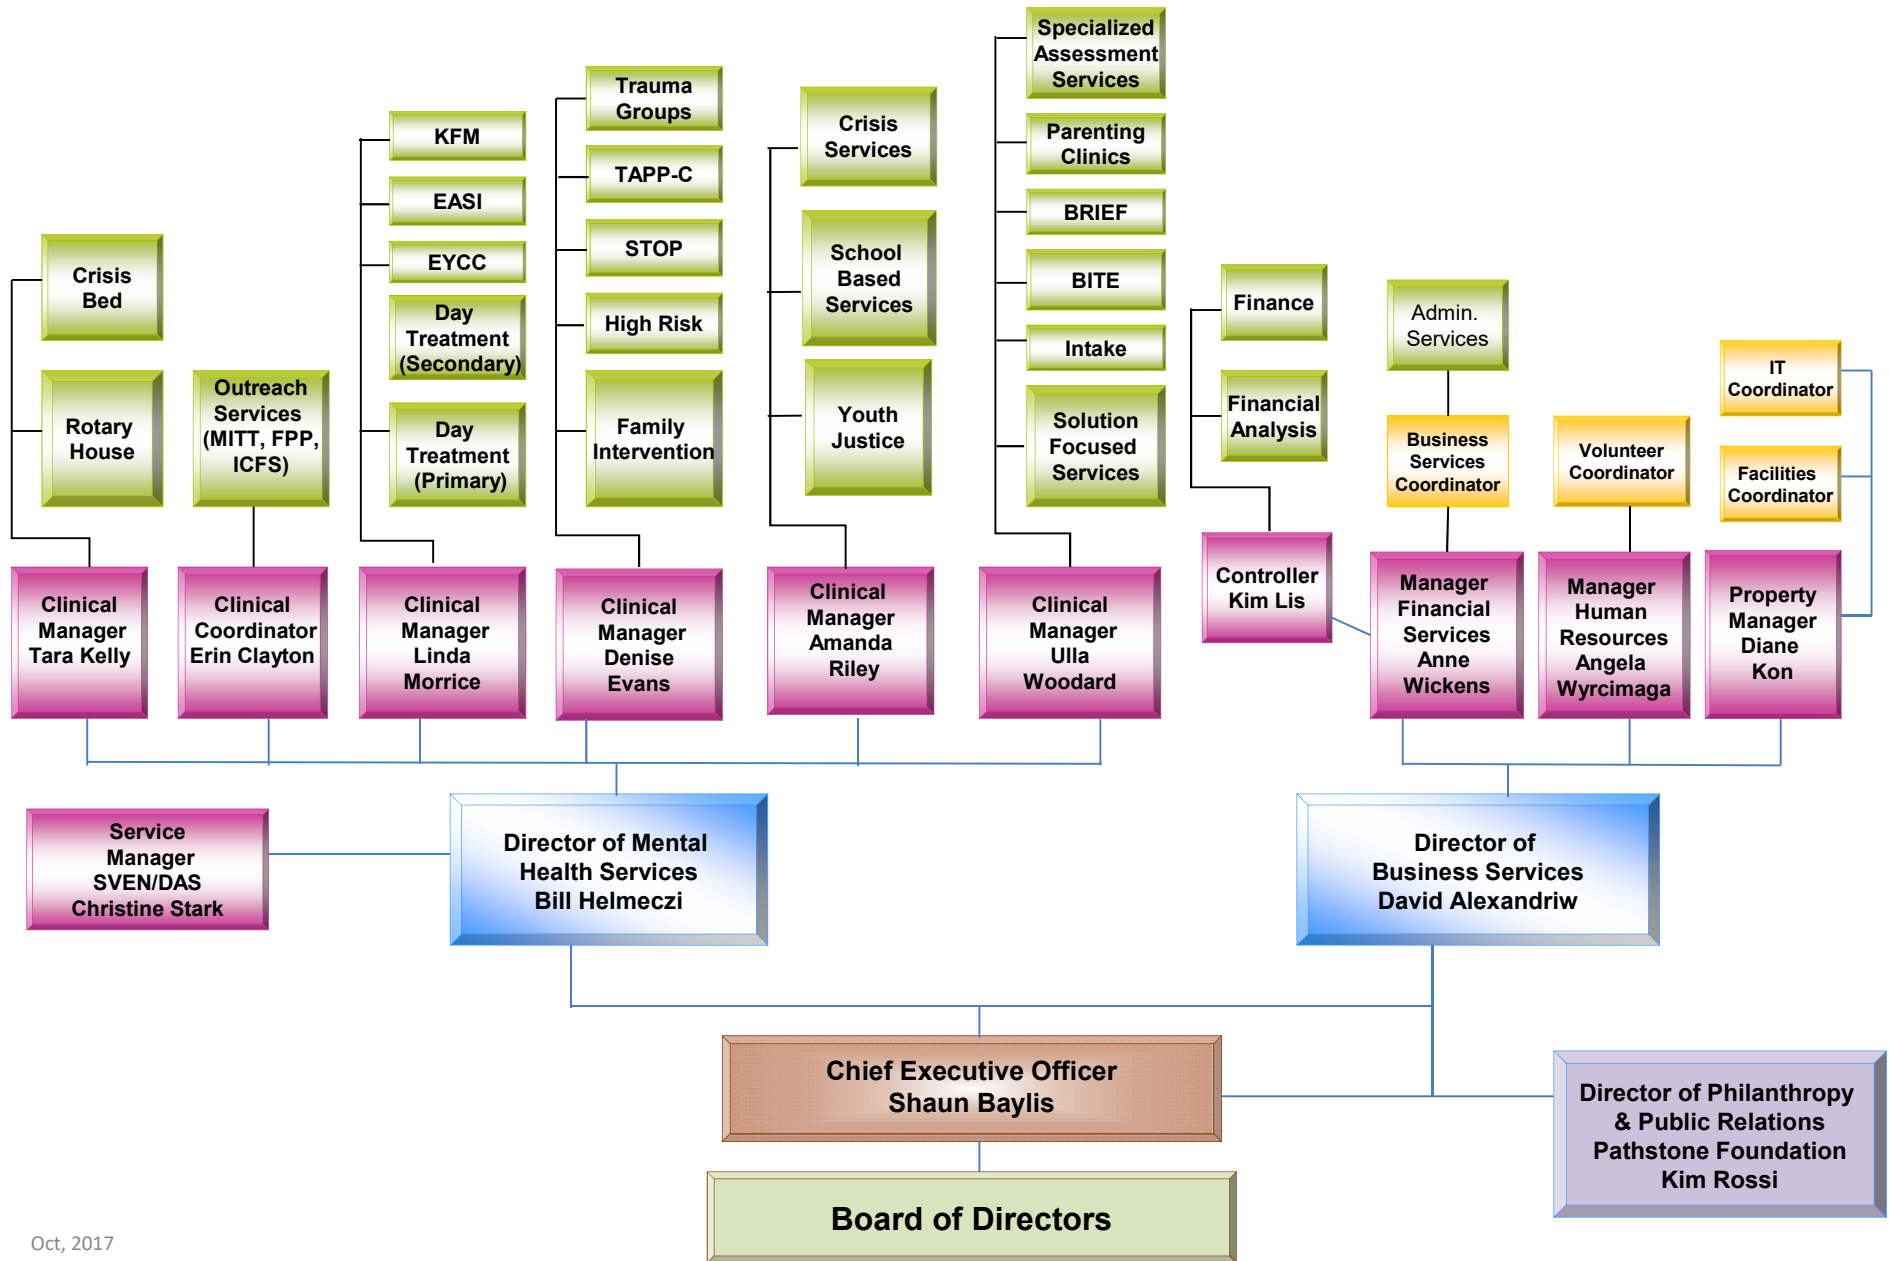 Specialized
Assessment
Services
Trauma
Groups
KFM
Crisis
Services
Parenting
Clinics
TAPP-C
EASI
BRIEF
STOP
EYCC
School
Based
Services
BITE
Crisis
Bed
Day
Treatment
(Secondary)
High Risk
Finance
Admin.
Services
Intake
IT
Coordinator
Rotary
House
Outreach
Services
(MITT, FPP,
ICFS)
Day
Treatment
(Primary)
Family
Intervention
Youth
Justice
Solution
Focused
Services
Financial
Analysis
Business
Services
Coordinator
Volunteer
Coordinator
Facilities
Coordinator
Clinical
Manager
Tara Kelly
Clinical
Coordinator
Erin Clayton
Clinical
Manager
Linda
Morrice
Clinical
Manager
Denise
Evans
Clinical
Manager
Amanda
Riley
Clinical
Manager
Ulla
Woodard
Controller
Kim Lis
Manager
Financial
Services
Anne
Wickens
Manager
Human
Resources
Angela
Wyrcimaga
Property
Manager
Diane
Kon
Service
Manager
SVEN/DAS
Christine Stark
Director of Mental
Health Services
Bill Helmeczi
Director of
Business Services
David Alexandriw
Chief Executive Officer
Shaun Baylis
Director of Philanthropy
& Public Relations
Pathstone Foundation
Kim Rossi
Board of Directors
Oct, 2017